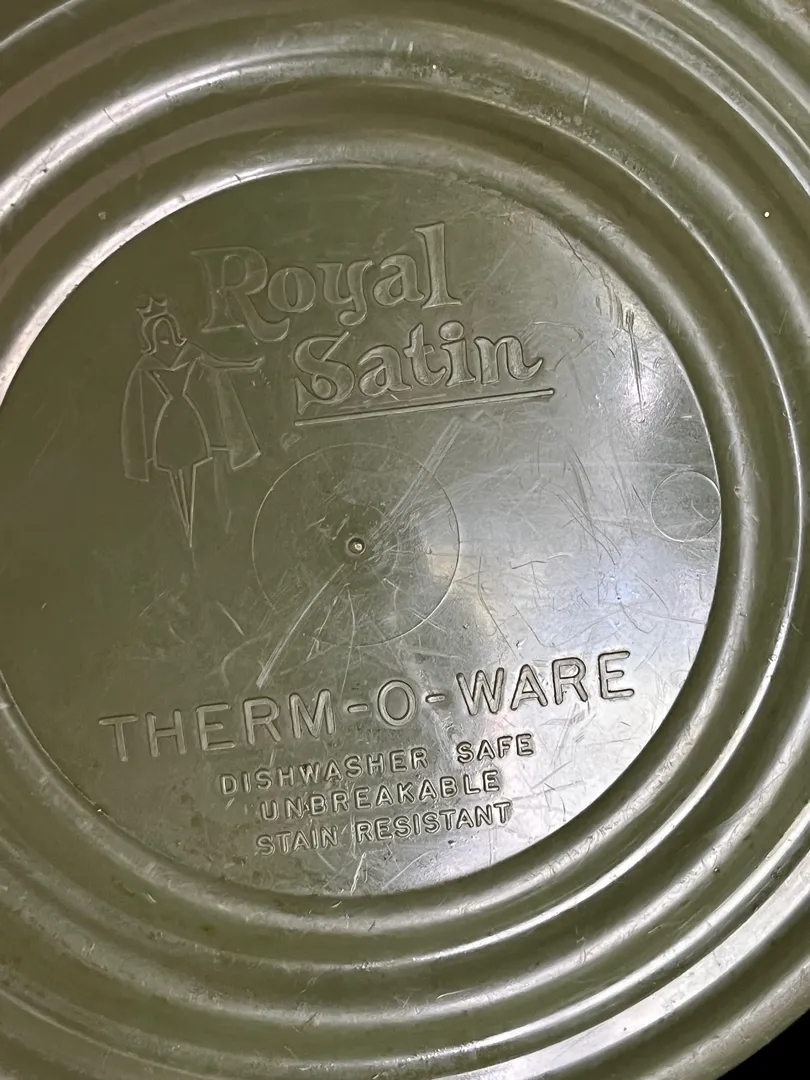 Royal
Satin
THERM-O-WARE
DISHWASHER SAFE
UNBREAKABLE
STAIN RESISTANT